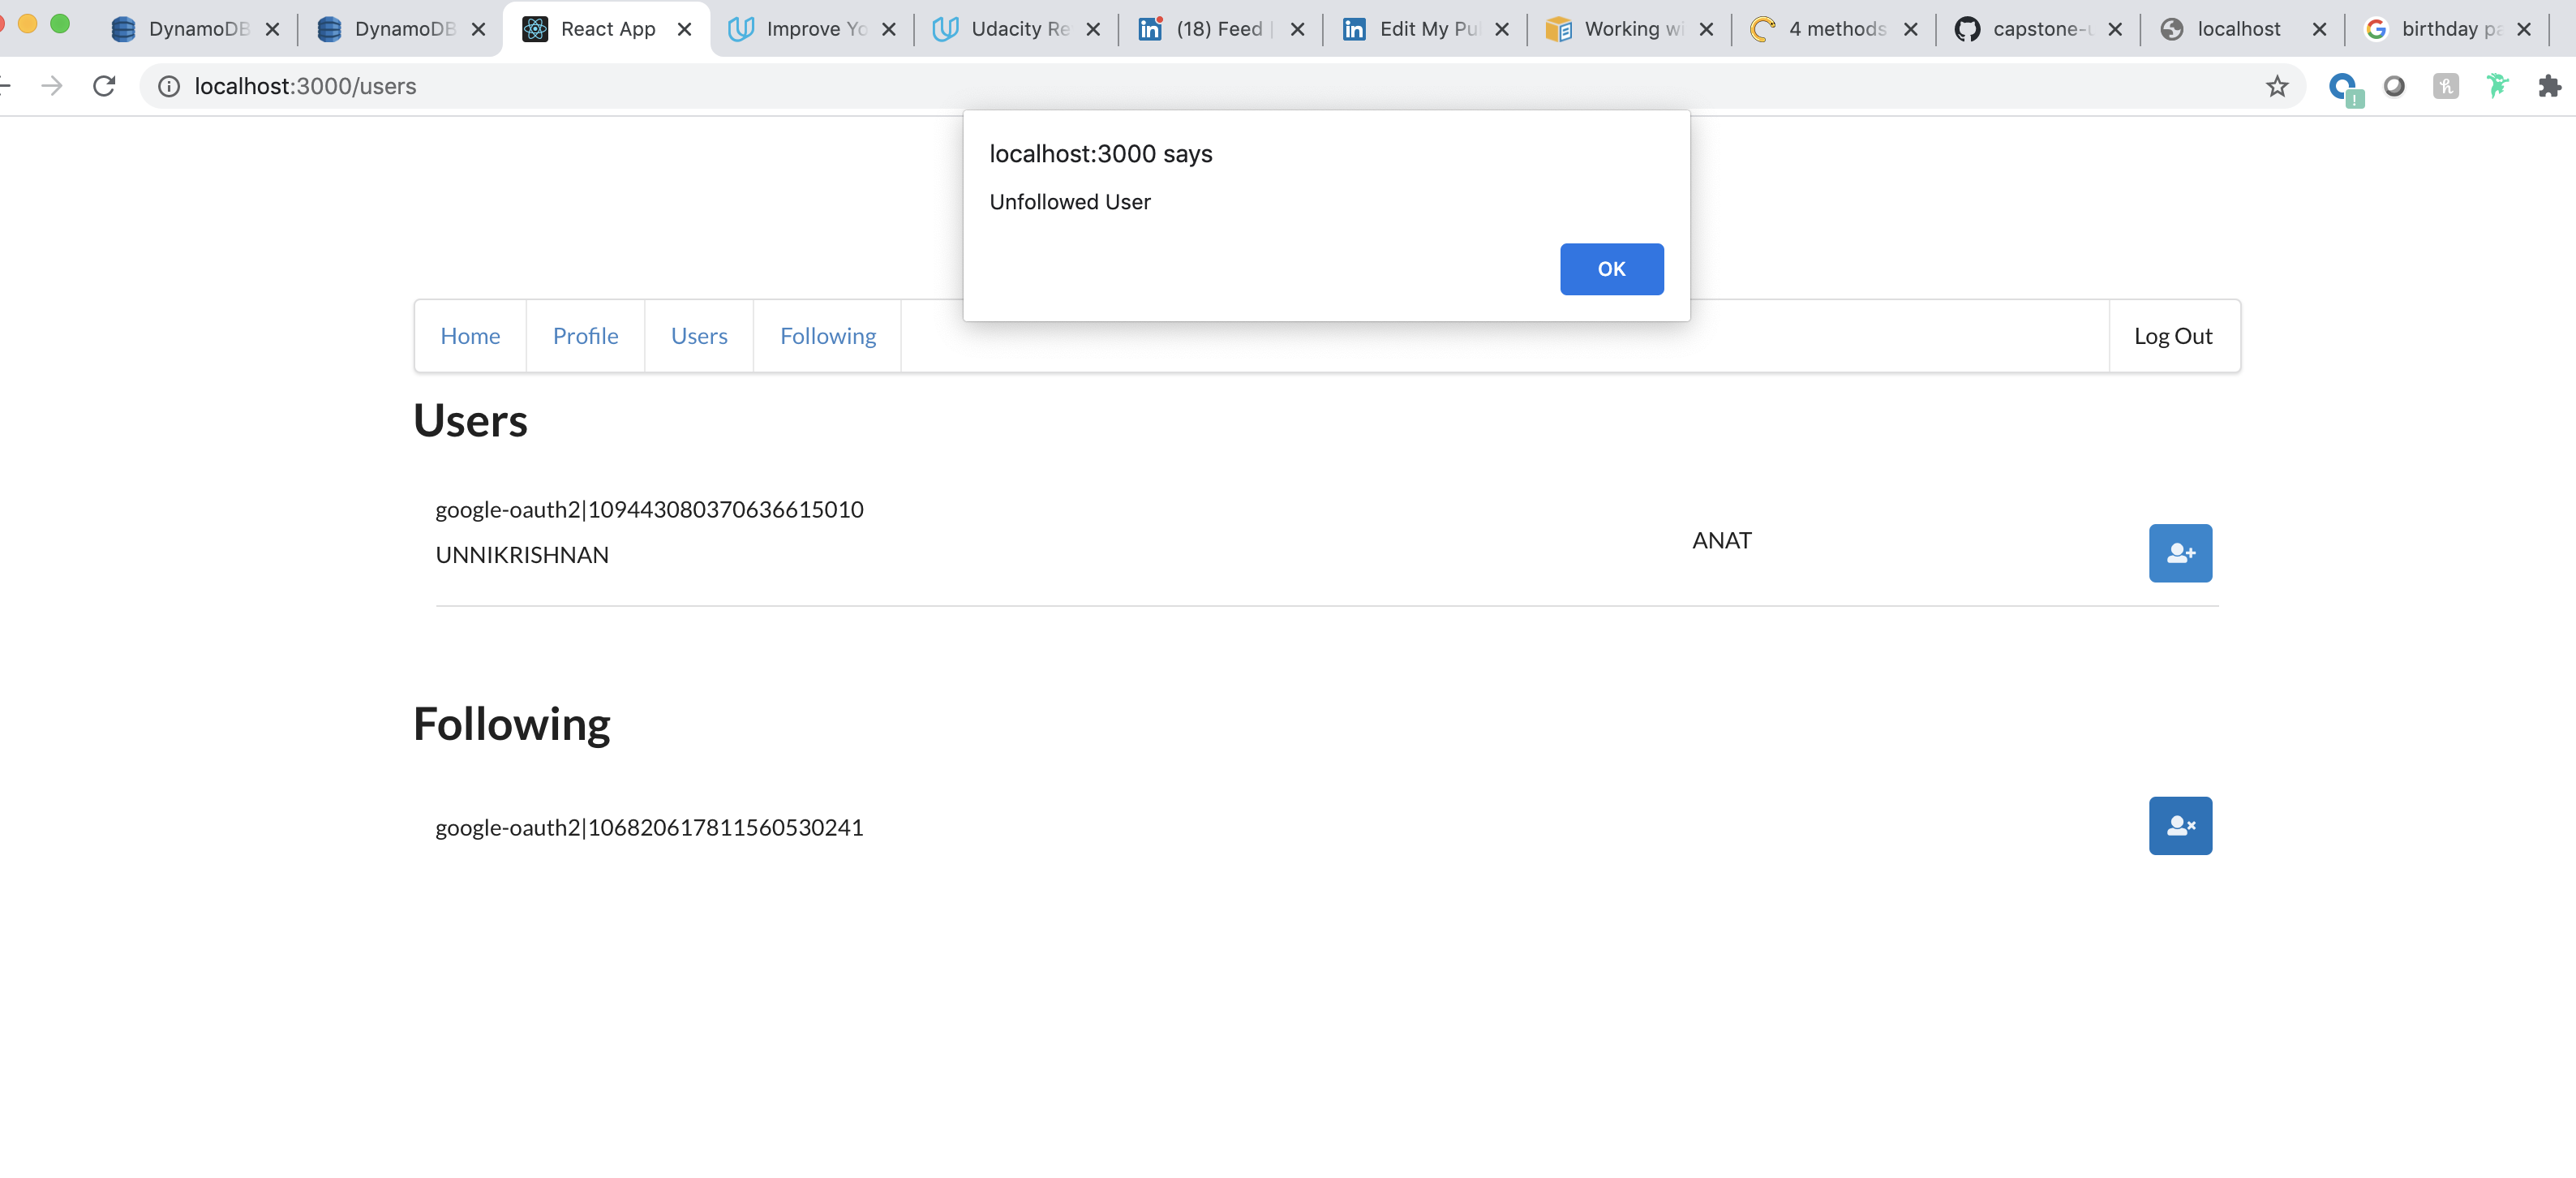 DynamoDB
DynamoDB
React App
Improve Yo
Udacity Re
(18) Feed |
Edit My Pu
Working wi
4 methods
capstone-u
localhost
birthday pa
localhost:3000/users
localhost:3000 says
Unfollowed User
OK
Home
Profile
Users
Following
Log Out
Users
google-oauth2|109443080370636615010
UNNIKRISHNAN
ANAT
Following
google-oauth2|106820617811560530241